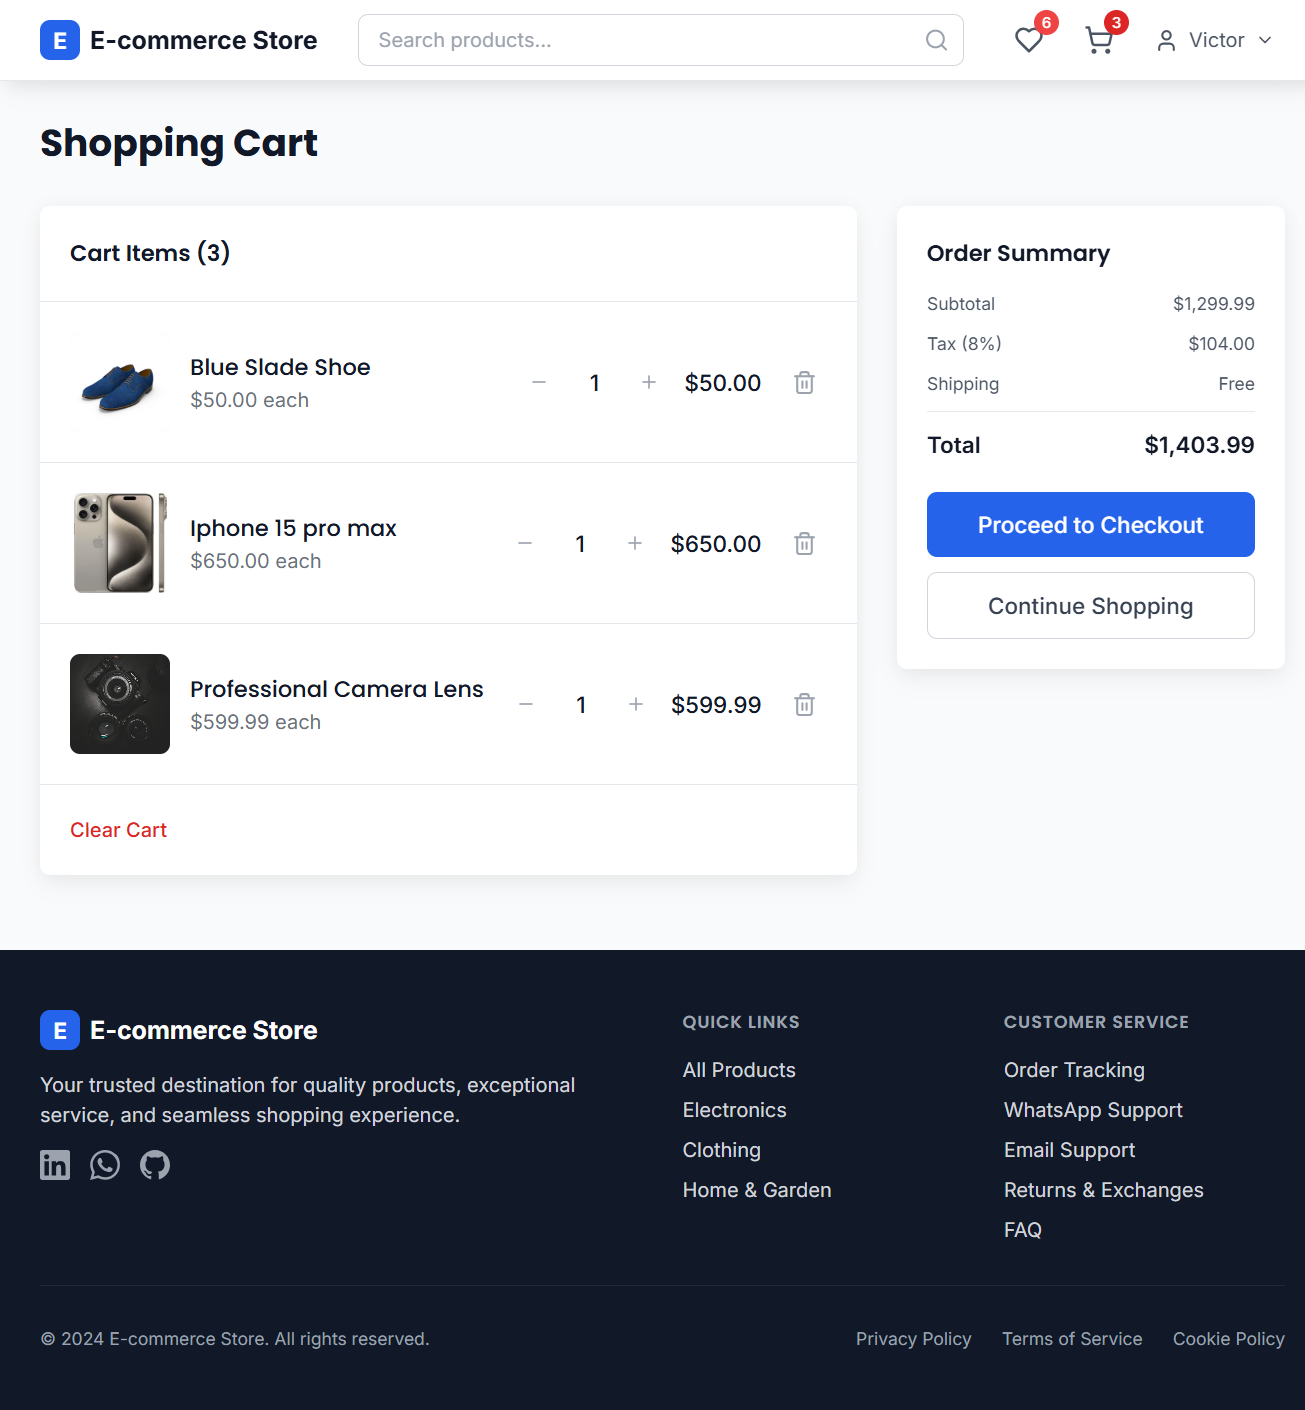 E E-commerce Store
Search products...
6
3
Victor
Shopping Cart
Cart Items (3)
Blue Slade Shoe
$50.00 each
1
$50.00
Iphone 15 pro max
$650.00 each
1
$650.00
Professional Camera Lens
$599.99 each
1
$599.99
Clear Cart
Order Summary
Subtotal $1,299.99
Tax (8%) $104.00
Shipping Free
Total $1,403.99
Proceed to Checkout
Continue Shopping
E E-commerce Store
Your trusted destination for quality products, exceptional
service, and seamless shopping experience.
QUICK LINKS
All Products
Electronics
Clothing
Home & Garden
CUSTOMER SERVICE
Order Tracking
WhatsApp Support
Email Support
Returns & Exchanges
FAQ
© 2024 E-commerce Store. All rights reserved.
Privacy Policy Terms of Service Cookie Policy